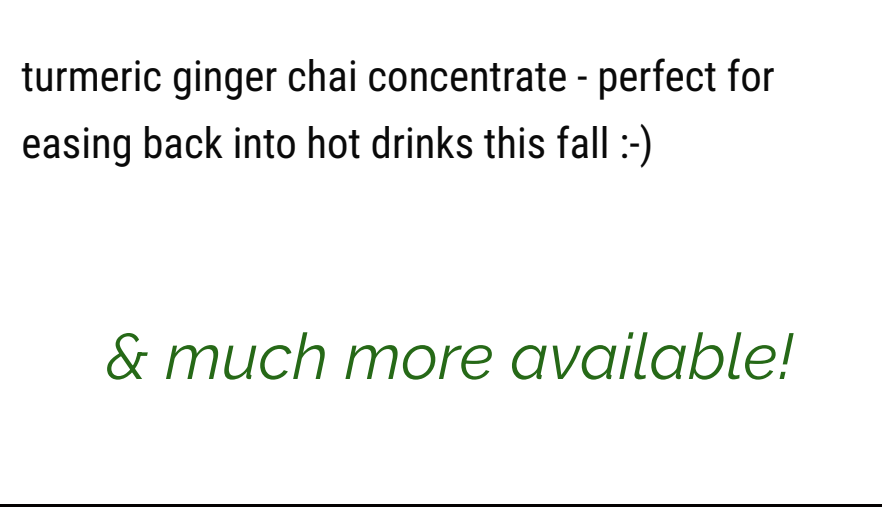 turmeric ginger chai concentrate - perfect for
easing back into hot drinks this fall :-)
& much more available!